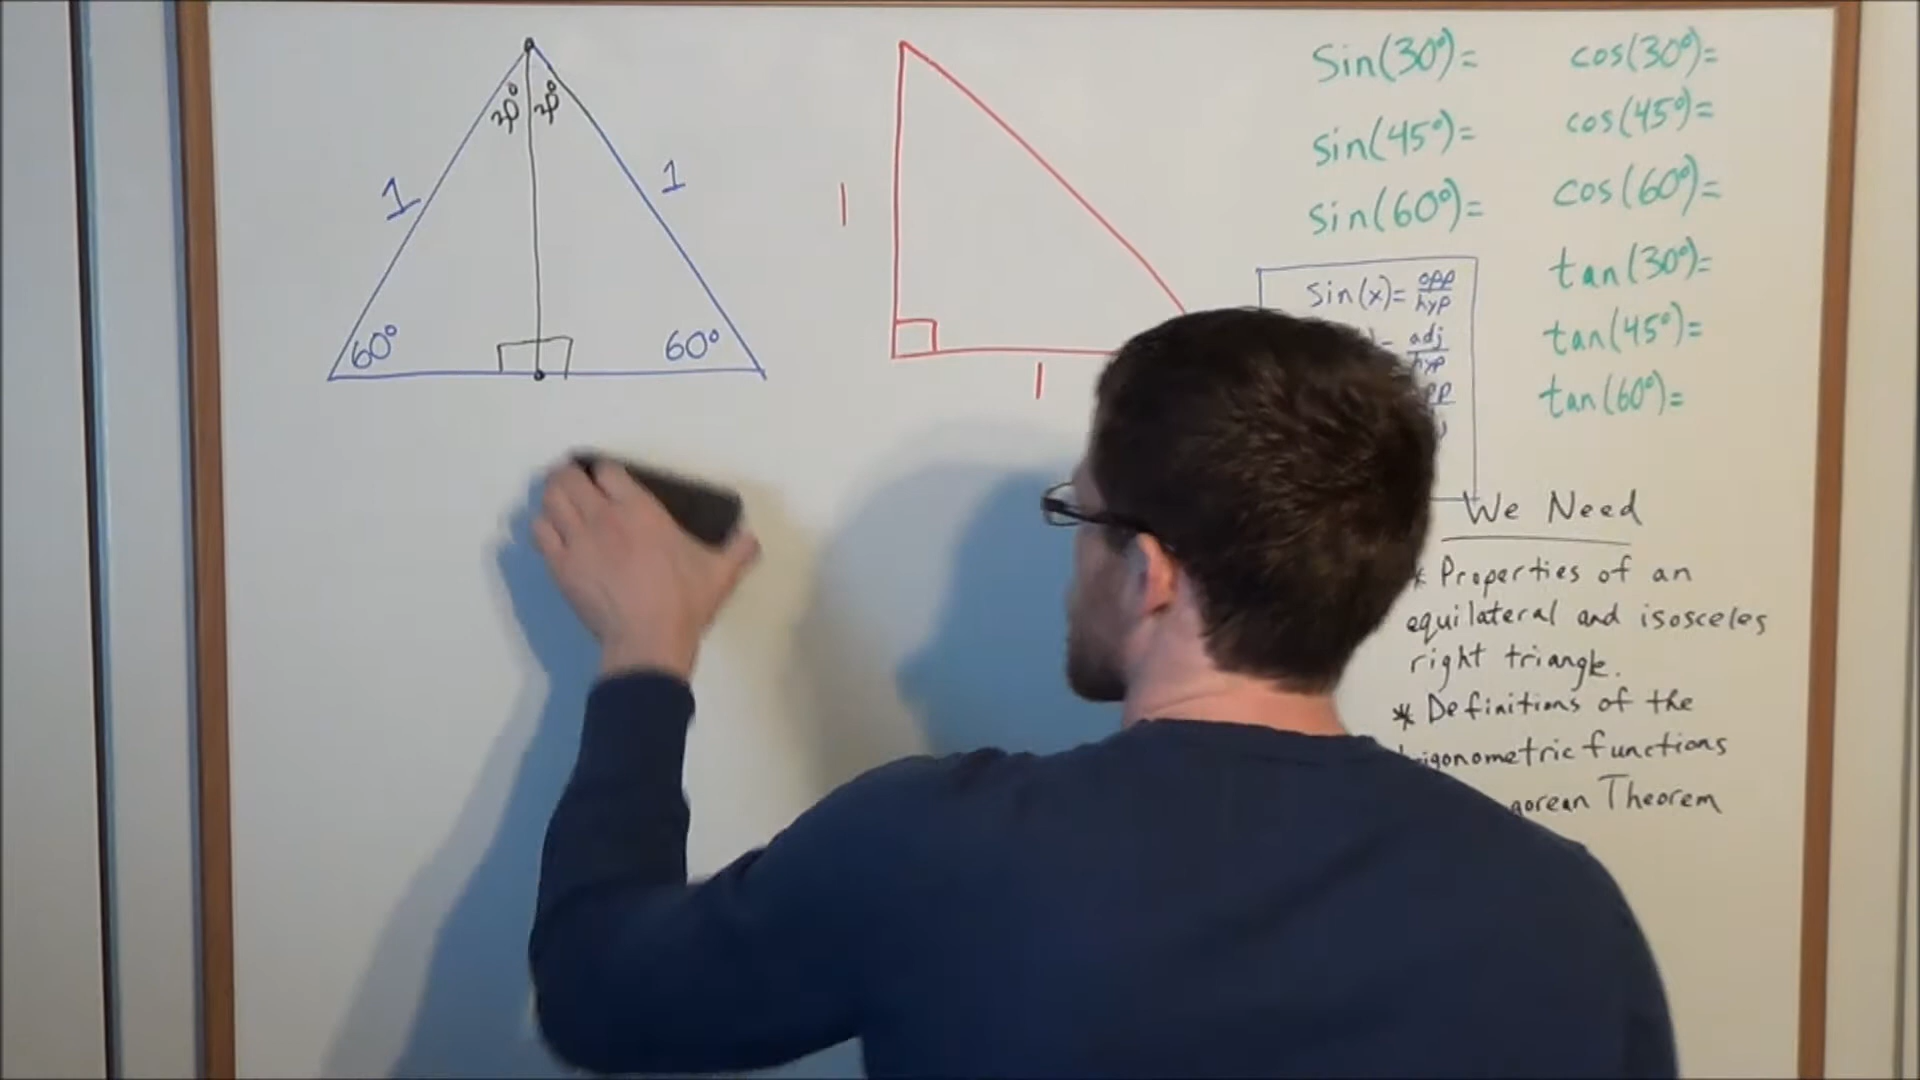 30° 30°
1
1
60°
60°
1
1
Sin(30°)=
sin(45°)=
sin(60°)=
cos(30°)=
cos(45°)=
cos(60°)=
tan(30°)=
tan(45°)=
tan(60°)=
Sin(x)= opp
hyp
adj
hyp
We Need
* Properties of an
equilateral and isosceles
right triangle.
* Definitions of the
trigonometric functions
Theorem